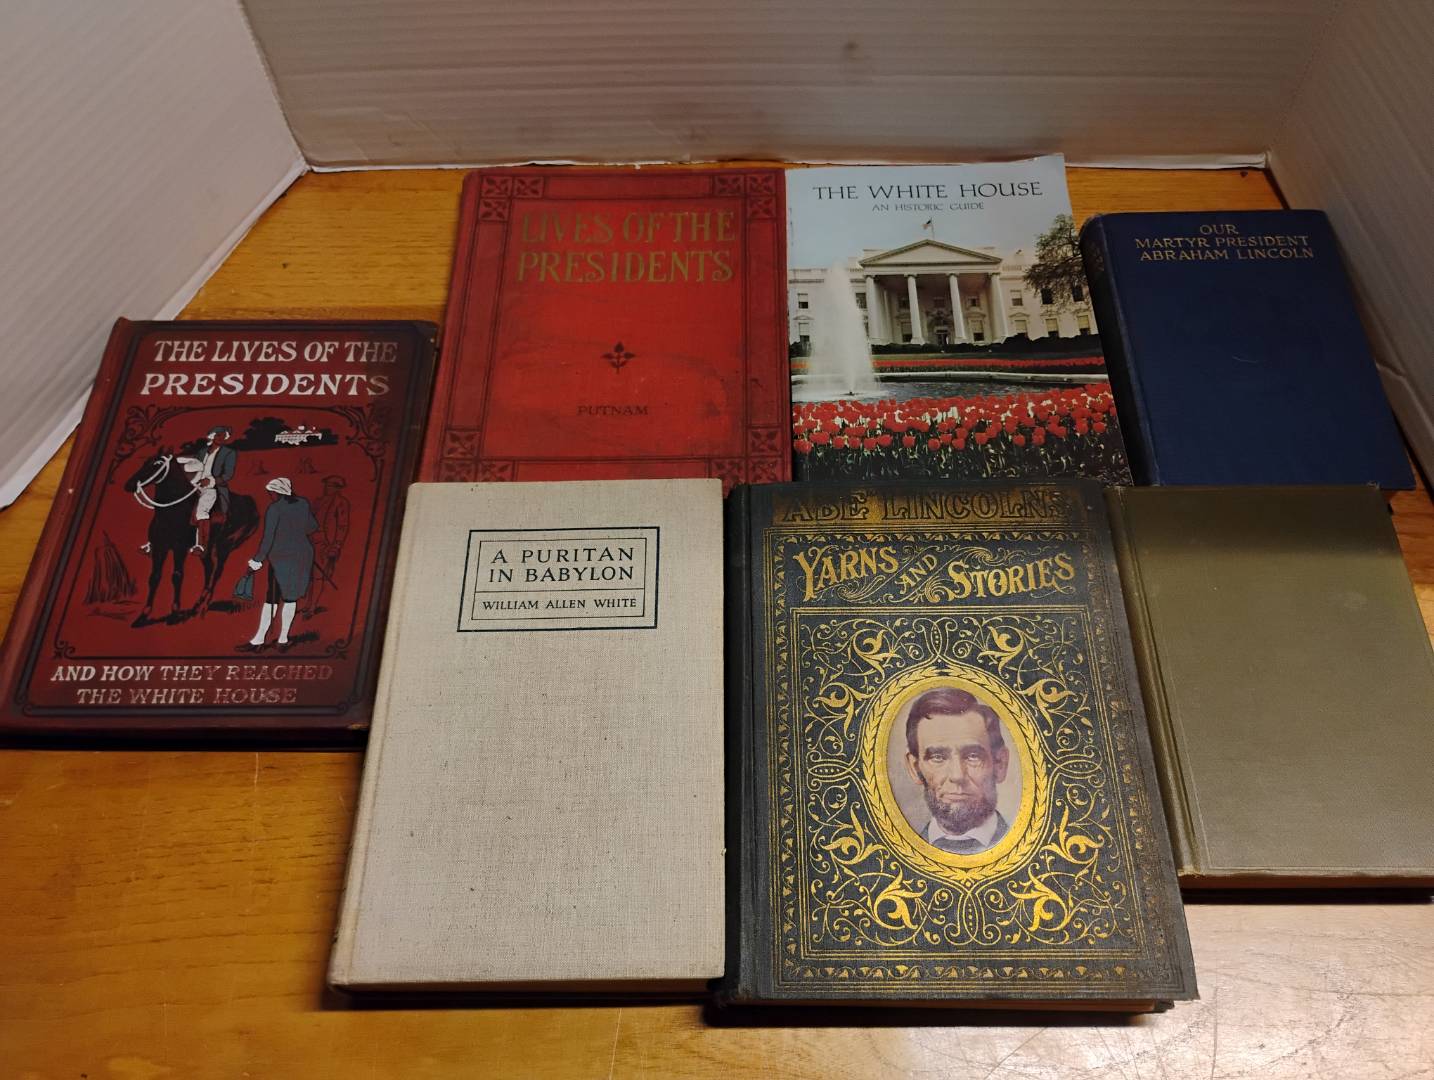 THE LIVES OF THE
PRESIDENTS
AND HOW THEY REACHED
THE WHITE HOUSE
LIVES OF THE
PRESIDENTS
PUTNAM
THE WHITE HOUSE
AN HISTORIC GUIDE
OUR
MARTYR PRESIDENT
ABRAHAM LINCOLN
A PURITAN
IN BABYLON
WILLIAM ALLEN WHITE
"ABE" LINCOLN'S
YARNS AND STORIES